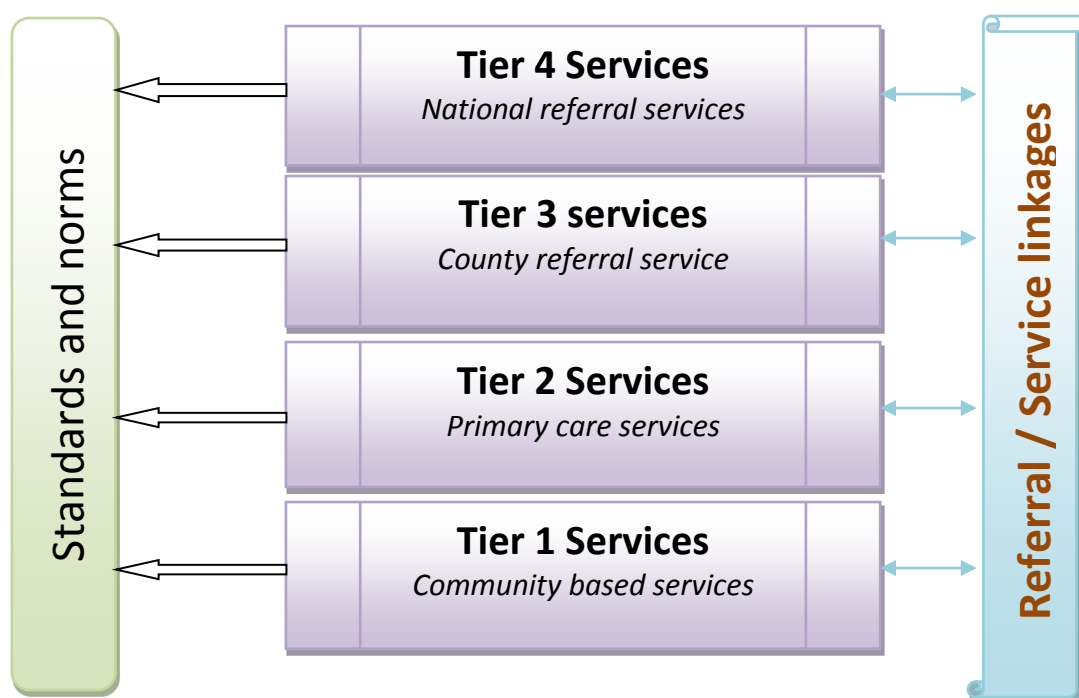 Standards and norms
Tier 4 Services
National referral services
Tier 3 services
County referral service
Tier 2 Services
Primary care services
Tier 1 Services
Community based services
Referral / Service linkages